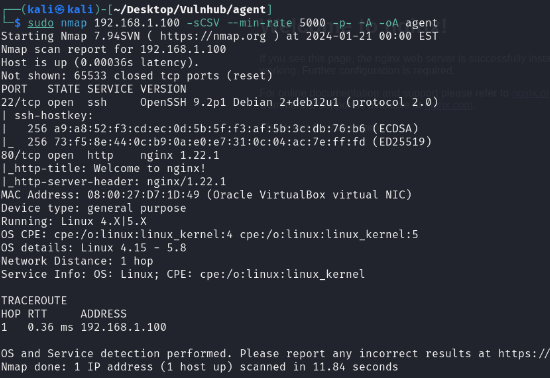 ┌──(kali㉿kali)-[~/Desktop/Vulnhub/agent]
└─$ sudo nmap 192.168.1.100 -sCSV --min-rate 5000 -p- -A -oA agent
Starting Nmap 7.94SVN ( https://nmap.org ) at 2024-01-21 00:00 EST
Nmap scan report for 192.168.1.100
Host is up (0.00036s latency).
Not shown: 65533 closed tcp ports (reset)
PORT   STATE SERVICE VERSION
22/tcp open  ssh     OpenSSH 9.2p1 Debian 2+deb12u1 (protocol 2.0)
| ssh-hostkey:
|   256 a9:a8:52:f3:cd:ec:0d:5b:5f:f3:af:5b:3c:db:76:b6 (ECDSA)
|_  256 73:f5:8e:44:0c:b9:0a:e0:e7:31:0c:04:ac:7e:ff:fd (ED25519)
80/tcp open  http    nginx 1.22.1
|_http-title: Welcome to nginx!
|_http-server-header: nginx/1.22.1
MAC Address: 08:00:27:D7:1D:49 (Oracle VirtualBox virtual NIC)
Device type: general purpose
Running: Linux 4.X|5.X
OS CPE: cpe:/o:linux:linux_kernel:4 cpe:/o:linux:linux_kernel:5
OS details: Linux 4.15 - 5.8
Network Distance: 1 hop
Service Info: OS: Linux; CPE: cpe:/o:linux:linux_kernel
TRACEROUTE
HOP RTT     ADDRESS
1   0.36 ms 192.168.1.100
OS and Service detection performed. Please report any incorrect results at https://
Nmap done: 1 IP address (1 host up) scanned in 11.84 seconds